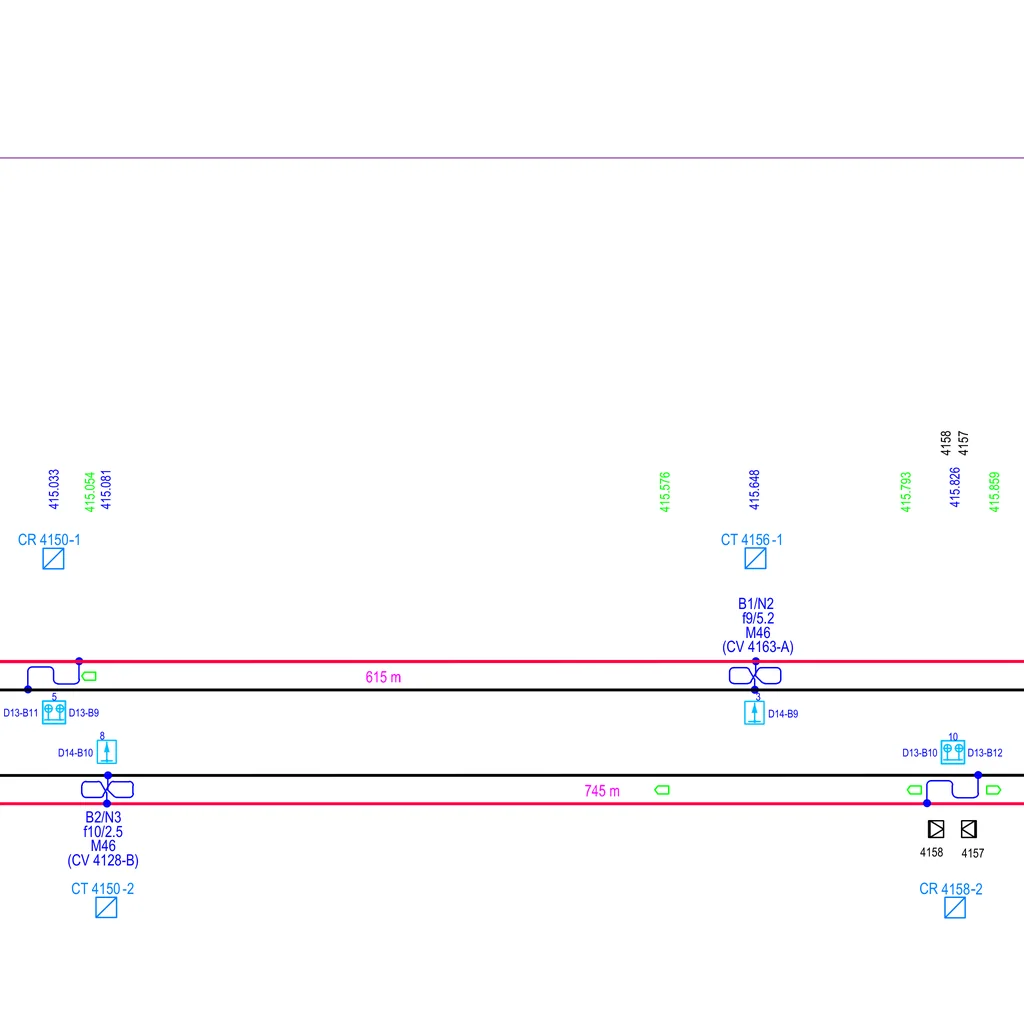 4158
4157
415.033
415.054
415.081
415.576
415.648
415.793
415.826
415.859
CR 4150-1
CT 4156-1
B1/N2
f9/5.2
M46
(CV 4163-A)
615 m
5
D13-B11
D13-B9
3
D14-B9
8
D14-B10
10
D13-B10
D13-B12
745 m
B2/N3
f10/2.5
M46
(CV 4128-B)
4158
4157
CT 4150-2
CR 4158-2